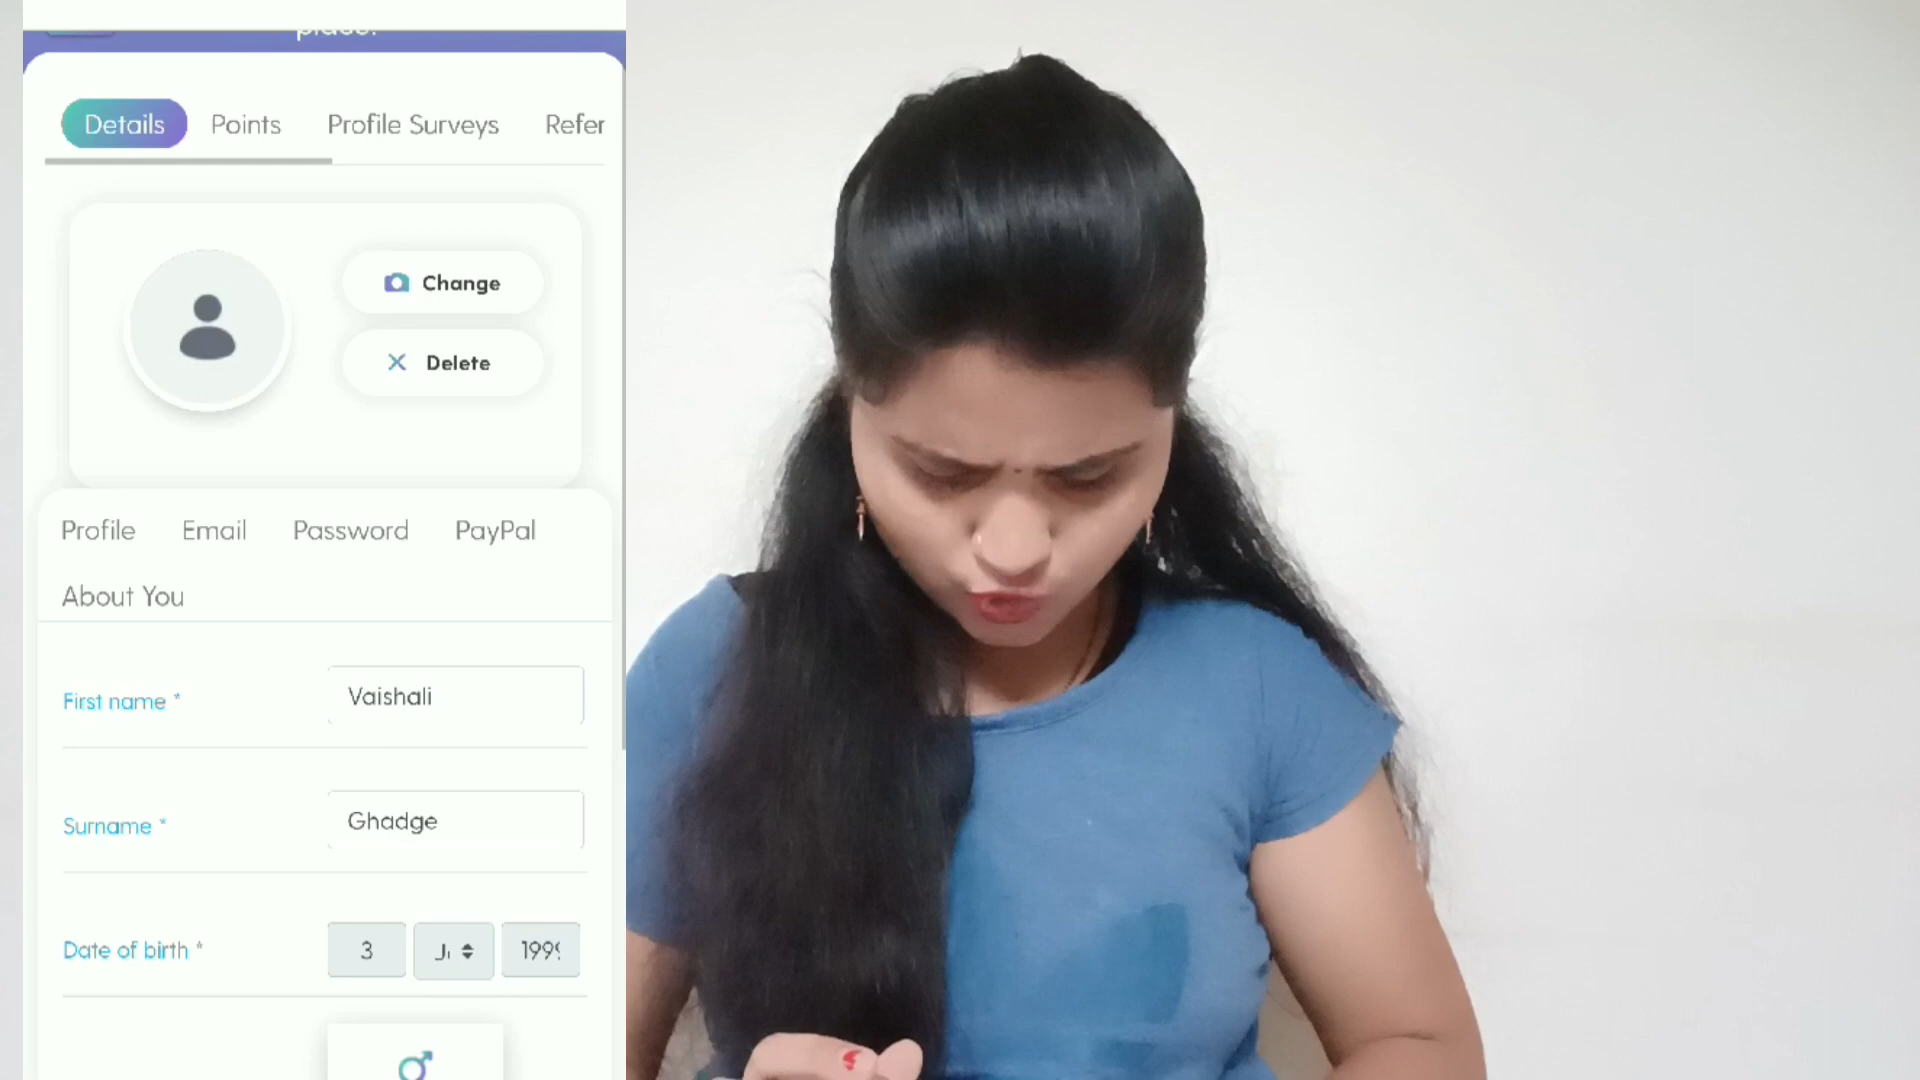 Details Points Profile Surveys Refer
Change
Delete
Profile Email Password PayPal
About You
First name * Vaishali
Surname * Ghadge
Date of birth * 3 1999